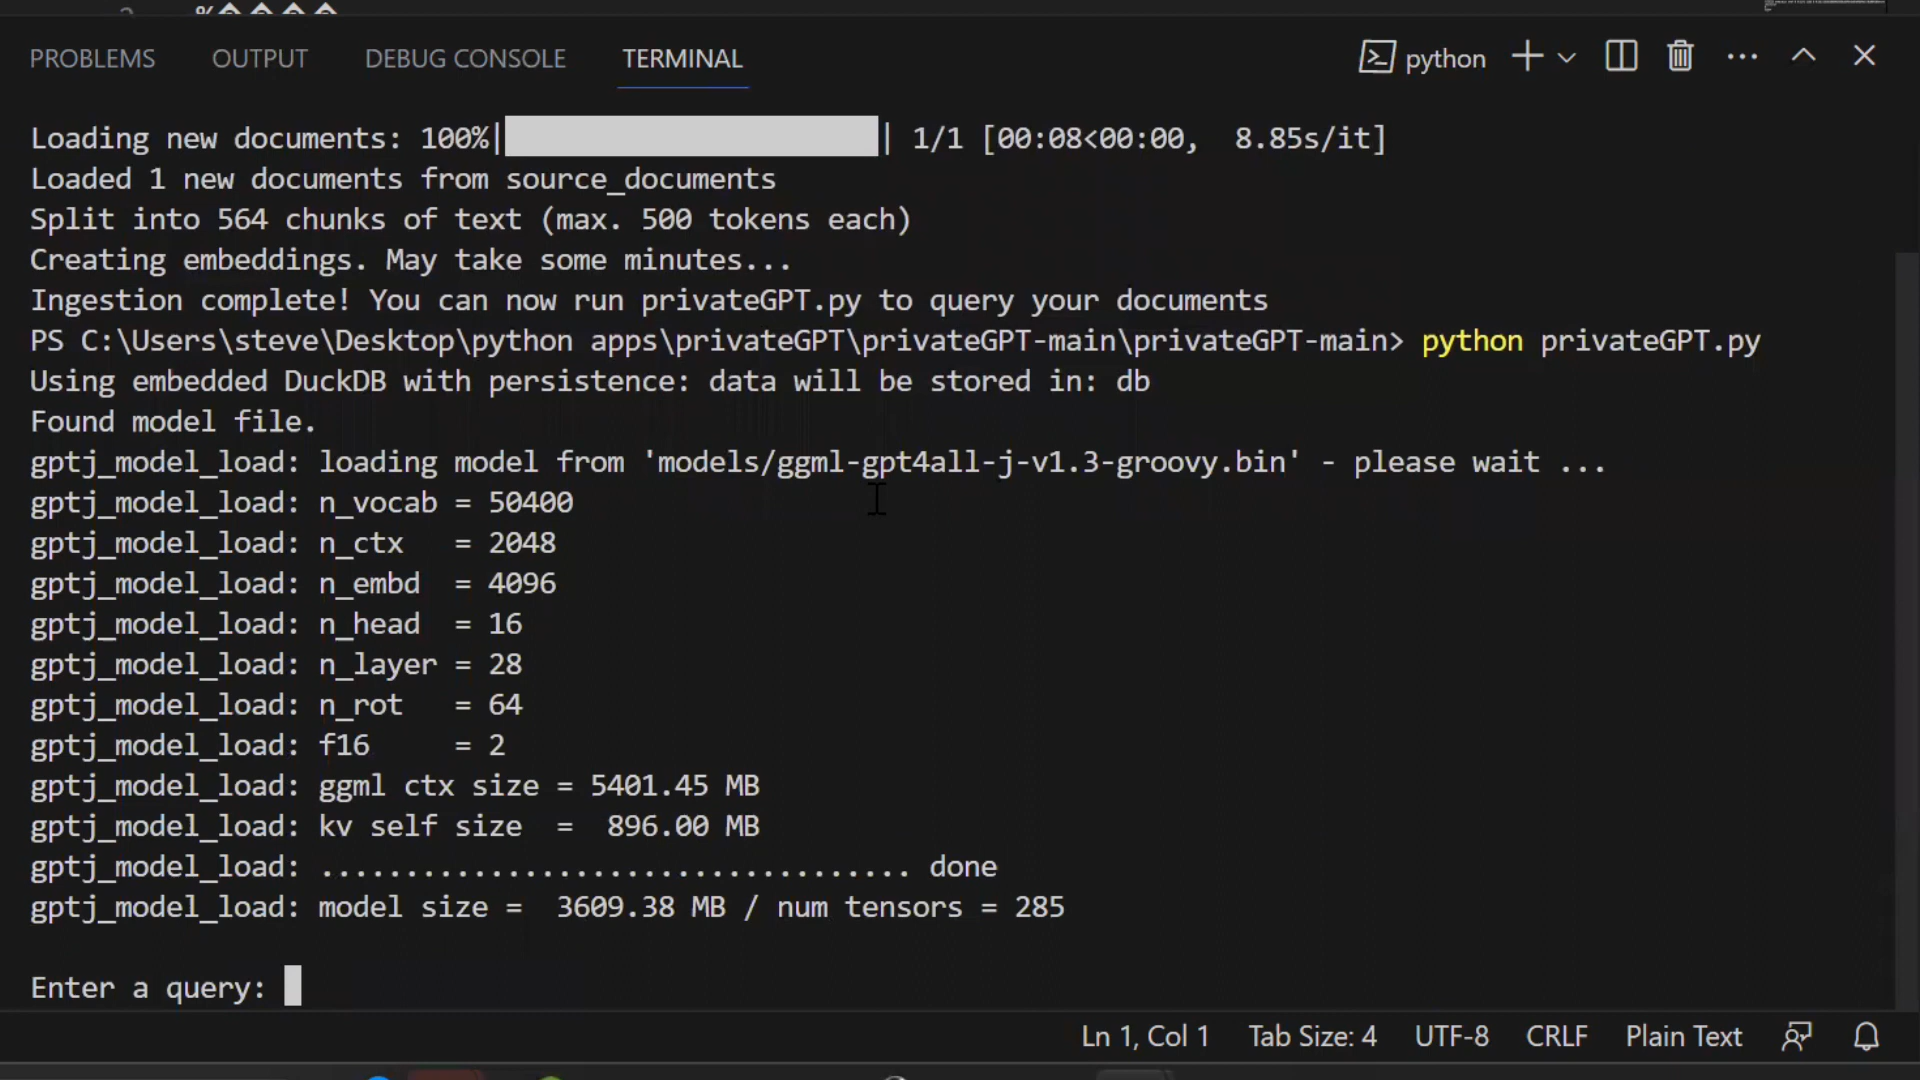 PROBLEMS OUTPUT DEBUG CONSOLE TERMINAL python
Loading new documents: 100%| | 1/1 [00:08<00:00, 8.85s/it]
Loaded 1 new documents from source_documents
Split into 564 chunks of text (max. 500 tokens each)
Creating embeddings. May take some minutes...
Ingestion complete! You can now run privateGPT.py to query your documents
PS C:\Users\steve\Desktop\python apps\privateGPT\privateGPT-main\privateGPT-main> python privateGPT.py
Using embedded DuckDB with persistence: data will be stored in: db
Found model file.
gptj_model_load: loading model from 'models/ggml-gpt4all-j-v1.3-groovy.bin' - please wait ...
gptj_model_load: n_vocab = 50400
gptj_model_load: n_ctx   = 2048
gptj_model_load: n_embd  = 4096
gptj_model_load: n_head  = 16
gptj_model_load: n_layer = 28
gptj_model_load: n_rot   = 64
gptj_model_load: f16     = 2
gptj_model_load: ggml ctx size = 5401.45 MB
gptj_model_load: kv self size  =  896.00 MB
gptj_model_load: ................................... done
gptj_model_load: model size =  3609.38 MB / num tensors = 285
Enter a query:
Ln 1, Col 1 Tab Size: 4 UTF-8 CRLF Plain Text